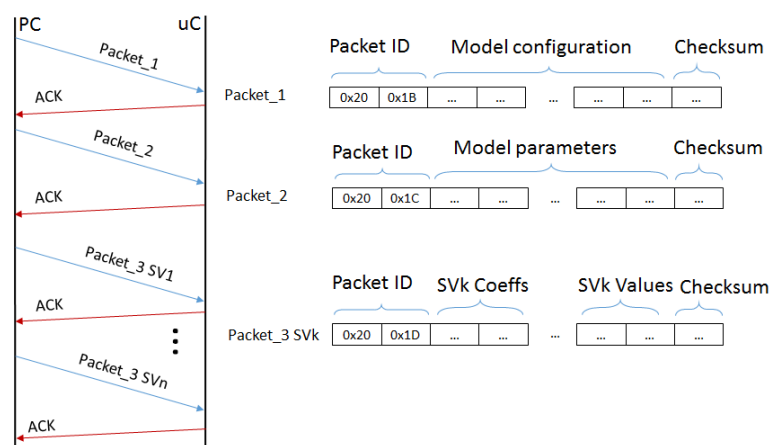 PC uC
Packet_1
ACK
Packet_2
ACK
Packet_3 SV1
ACK
Packet_3 SVn
ACK
Packet ID Model configuration Checksum
Packet_1 0x20 0x1B ... ... ... ... ... ...
Packet ID Model parameters Checksum
Packet_2 0x20 0x1C ... ... ... ... ... ...
Packet ID SVk Coeffs SVk Values Checksum
Packet_3 SVk 0x20 0x1D ... ... ... ... ... ...